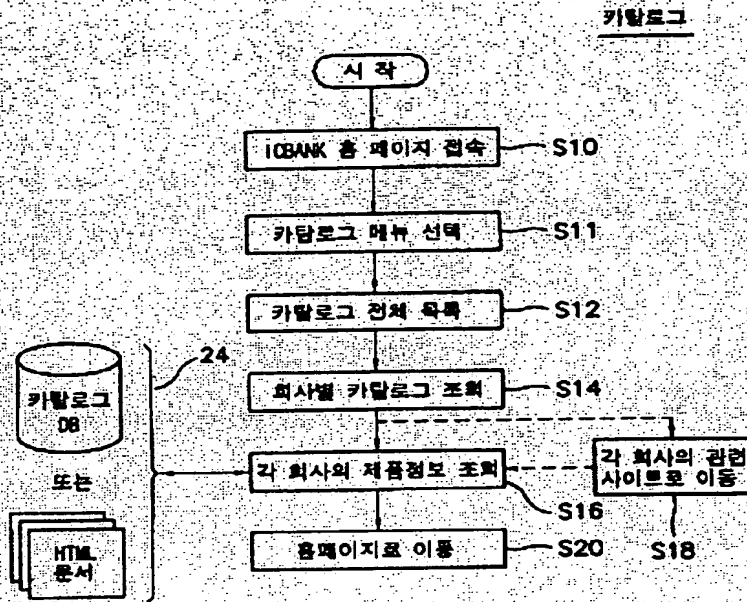 카탈로그
시 작
iCBANK 홈 페이지 접속
S10
카탈로그 메뉴 선택
S11
카탈로그 전체 목록
S12
24
회사별 카탈로그 조회
S14
카탈로그
DB
또는
HTML
문서
각 회사의 제품정보 조회
S16
각 회사의 관련
사이트로 이동
S18
홈페이지로 이동
S20